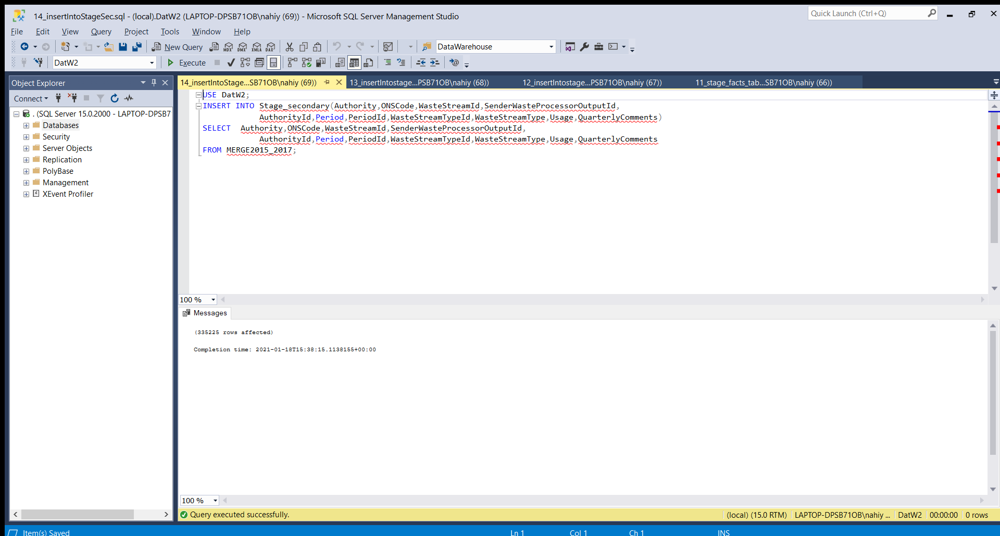 14_insertIntoStageSec.sql - (local).DatW2 (LAPTOP-DPSB71OB\nahiy (69)) - Microsoft SQL Server Management Studio
Quick Launch (Ctrl+Q)
File Edit View Query Project Tools Window Help
New Query MDX DMX XMLA DAX DataWarehouse
DatW2 Execute
Object Explorer
14_insertIntoStage...SB71OB\nahiy (69)) 13_insertIntostage...PSB71OB\nahiy (68)) 12_insertIntostage...PSB71OB\nahiy (67)) 11_stage_facts_tab...SB71OB\nahiy (66))
Connect
. (SQL Server 15.0.2000 - LAPTOP-DPSB7
Databases
Security
Server Objects
Replication
PolyBase
Management
XEvent Profiler
USE DatW2;
INSERT INTO Stage_secondary(Authority,ONSCode,WasteStreamId,SenderWasteProcessorOutputId,
AuthorityId,Period,PeriodId,WasteStreamTypeId,WasteStreamType,Usage,QuarterlyComments)
SELECT Authority,ONSCode,WasteStreamId,SenderWasteProcessorOutputId,
AuthorityId,Period,PeriodId,WasteStreamTypeId,WasteStreamType,Usage,QuarterlyComments
FROM MERGE2015_2017;
100 %
Messages
(335225 rows affected)
Completion time: 2021-01-18T15:38:15.1138155+00:00
100 %
Query executed successfully. (local) (15.0 RTM) LAPTOP-DPSB71OB\nahiy ... DatW2 00:00:00 0 rows
Item(s) Saved Ln 1 Col 1 Ch 1 INS